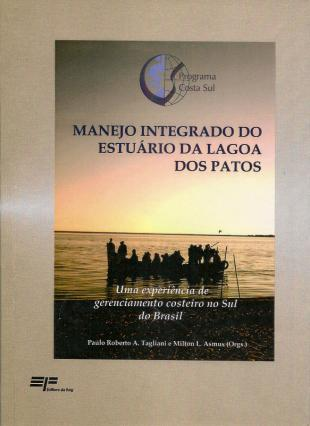 Programa
Costa Sul
MANEJO INTEGRADO DO
ESTUÁRIO DA LAGOA
DOS PATOS
Uma experiência de
gerenciamento costeiro no Sul
do Brasil
Paulo Roberto A. Tagliani e Milton L. Asmus (Orgs.)
Editora da Furg